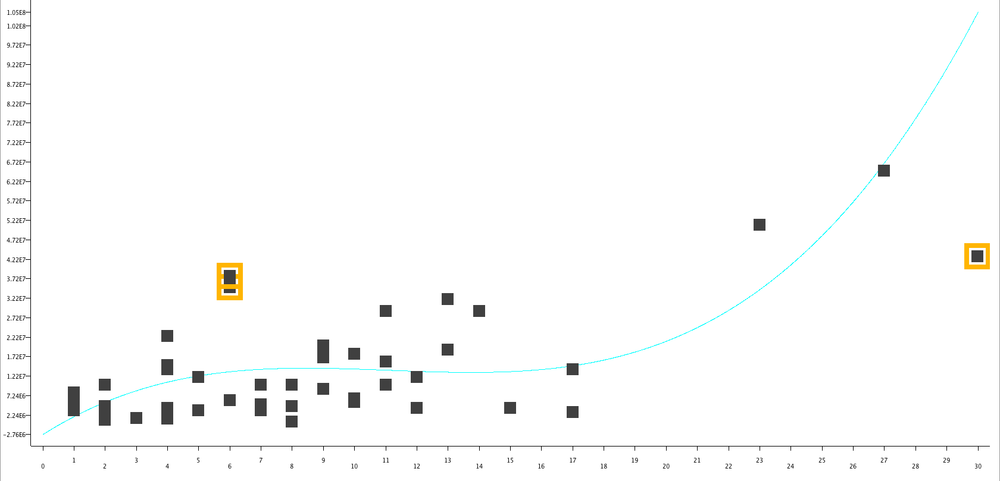 1.05E8
1.02E8
9.72E7
9.22E7
8.72E7
8.22E7
7.72E7
7.22E7
6.72E7
6.22E7
5.72E7
5.22E7
4.72E7
4.22E7
3.72E7
3.22E7
2.72E7
2.22E7
1.72E7
1.22E7
7.24E6
2.24E6
-2.76E6
1 3 5 7 9 11 13 15 17 19 21 23 25 27 29
0 2 4 6 8 10 12 14 16 18 20 22 24 26 28 30